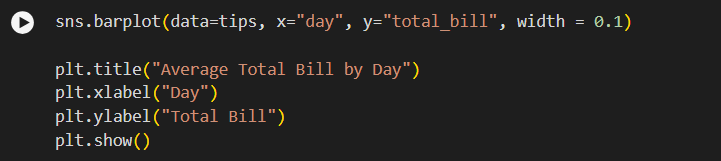 sns.barplot(data=tips, x="day", y="total_bill", width = 0.1)
plt.title("Average Total Bill by Day")
plt.xlabel("Day")
plt.ylabel("Total Bill")
plt.show()